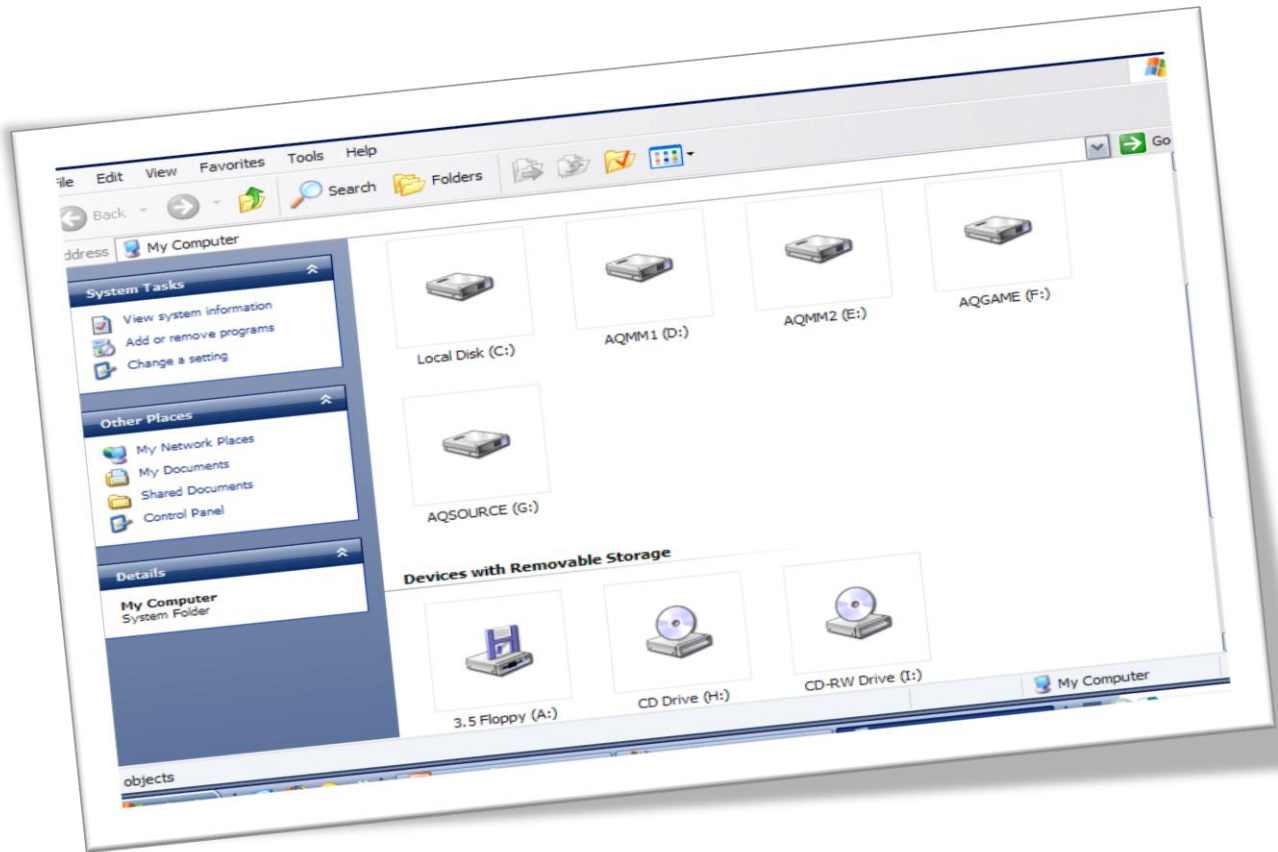 ile Edit View Favorites Tools Help
Back Search Folders
ddress My Computer Go
System Tasks
View system information
Add or remove programs
Change a setting
Other Places
My Network Places
My Documents
Shared Documents
Control Panel
Details
My Computer
System Folder
Local Disk (C:) AQMM1 (D:) AQMM2 (E:) AQGAME (F:)
AQSOURCE (G:)
Devices with Removable Storage
3.5 Floppy (A:) CD Drive (H:) CD-RW Drive (I:)
objects My Computer